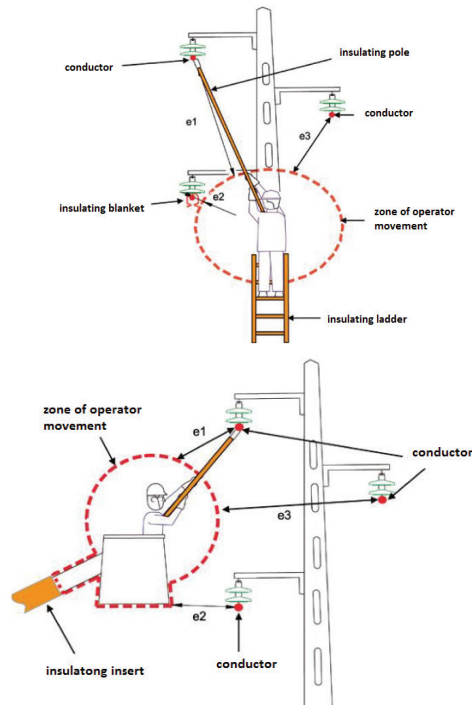 insulating pole
conductor
e1
e3
conductor
e2
insulating blanket
zone of operator
movement
insulating ladder
zone of operator
movement
e1
conductor
e3
e2
conductor
insulatong insert